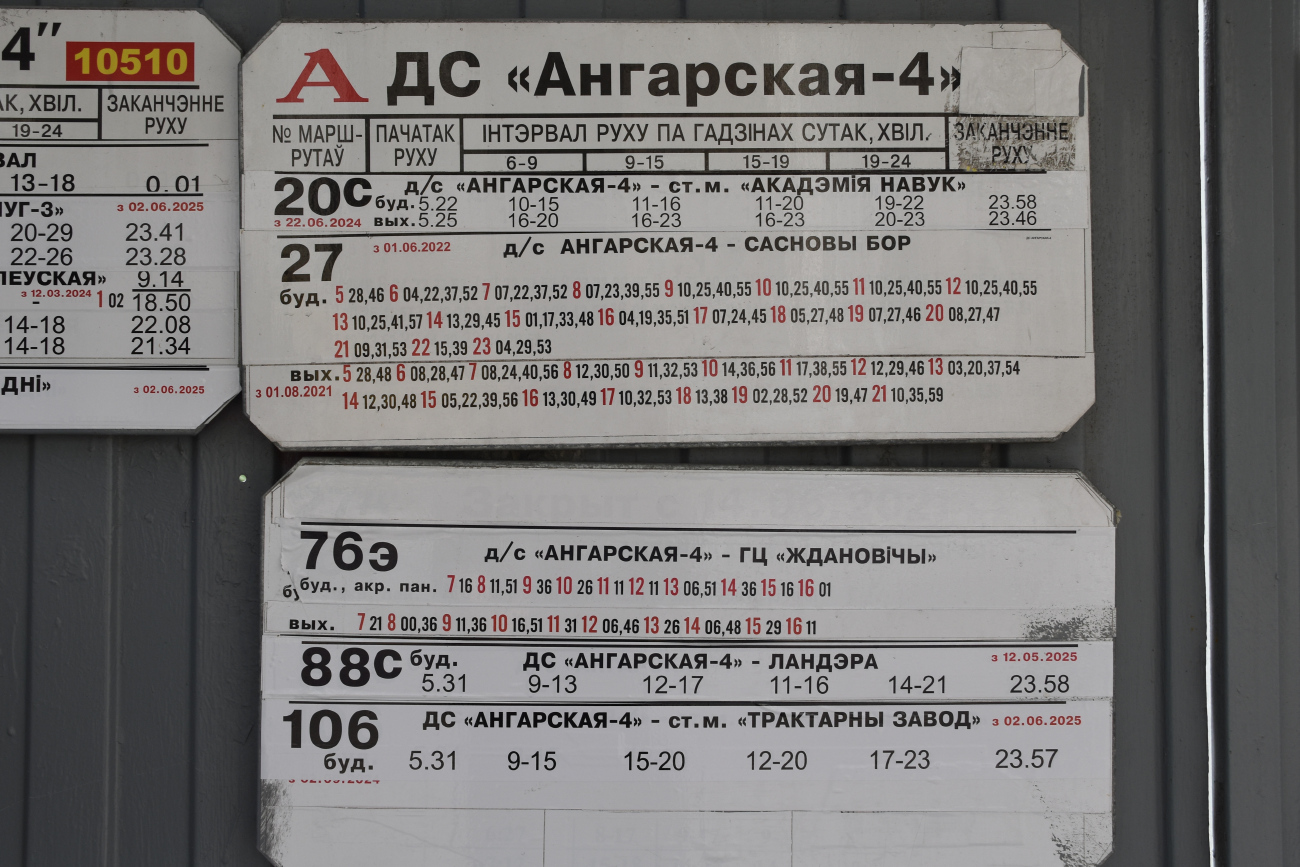 4″ 10510
АК, ХВІЛ. ЗАКАНЧЭННЕ РУХУ
19-24
ВАЛ
13-18 0.01
УГ-3» з 02.06.2025
20-29 23.41
22-26 23.28
ЛЕУСКАЯ» 9.14
з 12.03.2024 - 1 02 18.50
14-18 22.08
14-18 21.34
ДНІ» з 02.06.2025
А ДС «Ангарская-4»
№ МАРШ-РУТАЎ ПАЧАТАК РУХУ ІНТЭРВАЛ РУХУ ПА ГАДЗІНАХ СУТАК, ХВІЛ. ЗАКАНЧЭННЕ РУХУ
6-9 9-15 15-19 19-24
20С д/с «АНГАРСКАЯ-4» - ст.м. «АКАДЭМіЯ НАВУК»
буд. 5.22 10-15 11-16 11-20 19-22 23.58
з 22.06.2024 вых. 5.25 16-20 16-23 16-23 20-23 23.46
27 з 01.06.2022 д/с АНГАРСКАЯ-4 - САСНОВЫ БОР
буд. 5 28,46 6 04,22,37,52 7 07,22,37,52 8 07,23,39,55 9 10,25,40,55 10 10,25,40,55 11 10,25,40,55 12 10,25,40,55
13 10,25,41,57 14 13,29,45 15 01,17,33,48 16 04,19,35,51 17 07,24,45 18 05,27,48 19 07,27,46 20 08,27,47
21 09,31,53 22 15,39 23 04,29,53
вых. 5 28,48 6 08,28,47 7 08,24,40,56 8 12,30,50 9 11,32,53 10 14,36,56 11 17,38,55 12 12,29,46 13 03,20,37,54
з 01.08.2021 14 12,30,48 15 05,22,39,56 16 13,30,49 17 10,32,53 18 13,38 19 02,28,52 20 19,47 21 10,35,59
76э д/с «АНГАРСКАЯ-4» - ГЦ «ЖДАНОВіЧЫ»
буд., акр. пан. 7 16 8 11,51 9 36 10 26 11 11 12 11 13 06,51 14 36 15 16 16 01
вых. 7 21 8 00,36 9 11,36 10 16,51 11 31 12 06,46 13 26 14 06,48 15 29 16 11
88С буд. ДС «АНГАРСКАЯ-4» - ЛАНДЭРА з 12.05.2025
5.31 9-13 12-17 11-16 14-21 23.58
106 ДС «АНГАРСКАЯ-4» - ст.м. «ТРАКТАРНЫ ЗАВОД» з 02.06.2025
буд. 5.31 9-15 15-20 12-20 17-23 23.57